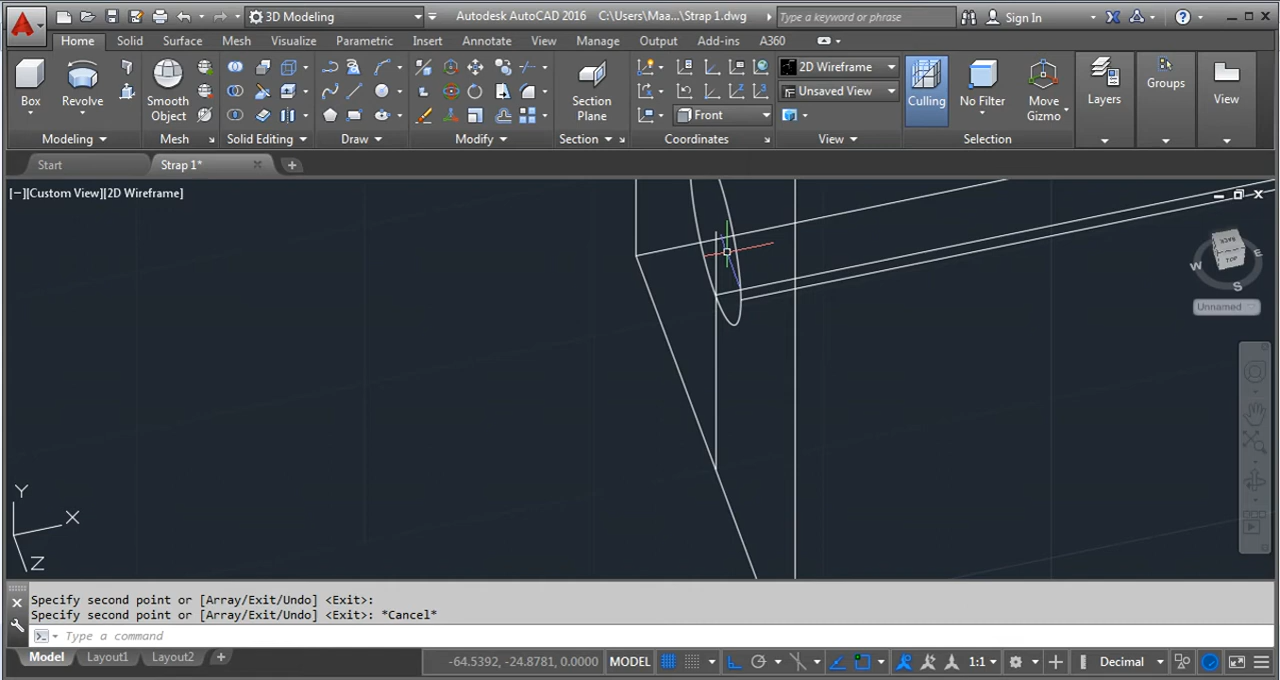 3D Modeling Autodesk AutoCAD 2016 C:\Users\Maa...\Strap 1.dwg Type a keyword or phrase Sign In
Home Solid Surface Mesh Visualize Parametric Insert Annotate View Manage Output Add-ins A360
2D Wireframe
Unsaved View
Front
Box Revolve Smooth Object Section Plane Culling No Filter Move Gizmo Layers Groups View
Modeling Mesh Solid Editing Draw Modify Section Coordinates View Selection
Start Strap 1*
[−][Custom View][2D Wireframe]
BACK
TOP
W E
S
Unnamed
Y
X
Z
Specify second point or [Array/Exit/Undo] <Exit>:
Specify second point or [Array/Exit/Undo] <Exit>: *Cancel*
Type a command
Model Layout1 Layout2 + -64.5392, -24.8781, 0.0000 MODEL 1:1 Decimal